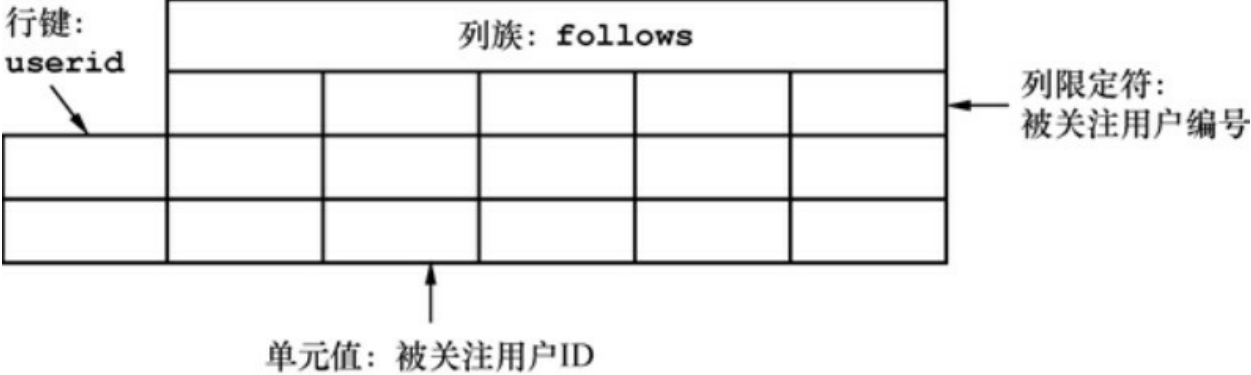 行键：
userid
列族：follows
列限定符：
被关注用户编号
单元值：被关注用户ID